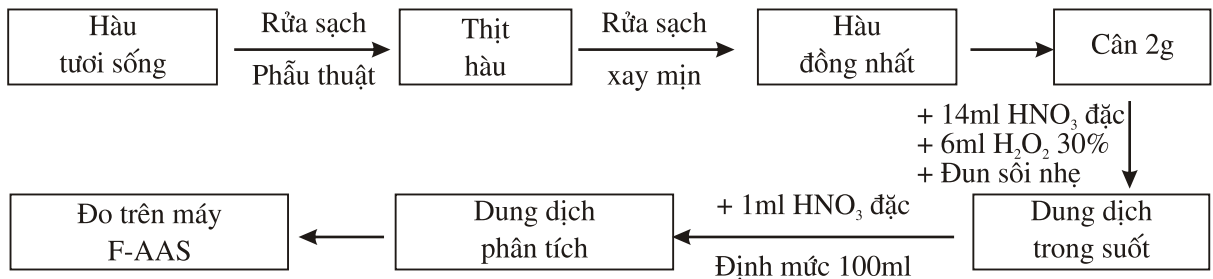 Hàu
tươi sống
Rửa sạch
Phẫu thuật
Thịt
hàu
Rửa sạch
xay mịn
Hàu
đồng nhất
Cân 2g
+ 14ml HNO₃ đặc
+ 6ml H₂O₂ 30%
+ Đun sôi nhẹ
Dung dịch
trong suốt
+ 1ml HNO₃ đặc
Định mức 100ml
Dung dịch
phân tích
Đo trên máy
F-AAS